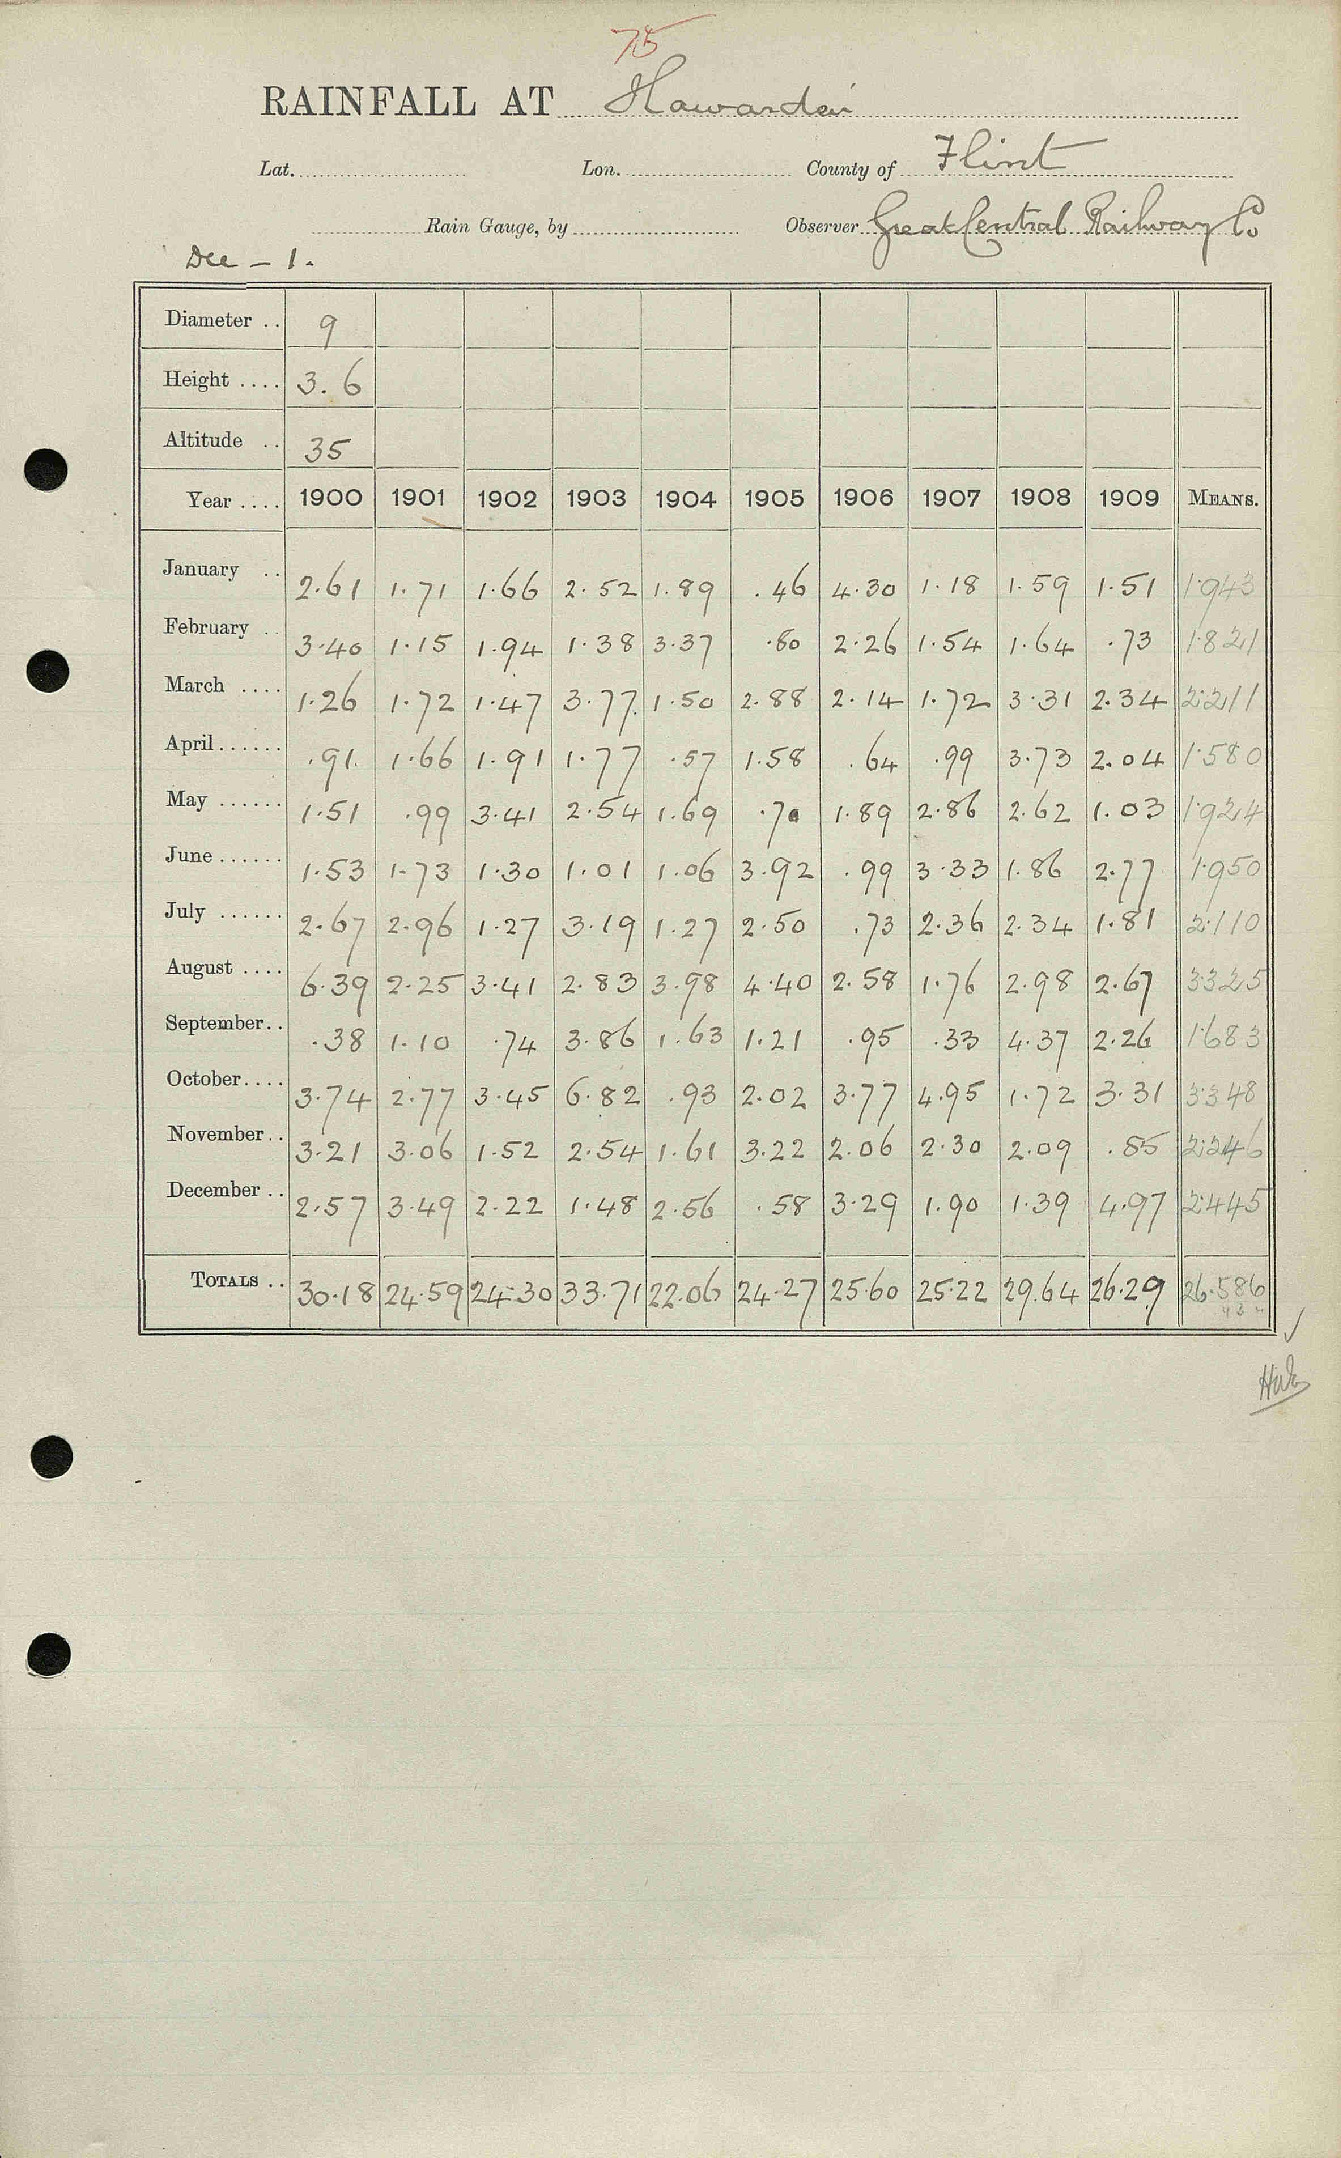 75
RAINFALL AT Hawarden
Lat. Lon. County of Flint
Rain Gauge, by Observer Great Central Railway Co
Dee - 1.
Diameter .. 9
Height .... 3.6
Altitude .. 35
Year .... 1900 1901 1902 1903 1904 1905 1906 1907 1908 1909 MEANS.
January .. 2.61 1.71 1.66 2.52 1.89 .46 4.30 1.18 1.59 1.51 1.943
February .. 3.40 1.15 1.94 1.38 3.37 .80 2.26 1.54 1.64 .73 1.821
March .... 1.26 1.72 1.47 3.77 1.50 2.88 2.14 1.72 3.31 2.34 2.211
April ...... .91 1.66 1.91 1.77 .57 1.58 .64 .99 3.73 2.04 1.580
May ...... 1.51 .99 3.41 2.54 1.69 .70 1.89 2.86 2.62 1.03 1.924
June ...... 1.53 1.73 1.30 1.01 1.06 3.92 .99 3.33 1.86 2.77 1.950
July ...... 2.67 2.96 1.27 3.19 1.27 2.50 .73 2.36 2.34 1.81 2.110
August .... 6.39 2.25 3.41 2.83 3.98 4.40 2.58 1.76 2.98 2.67 3.325
September .. .38 1.10 .74 3.86 1.63 1.21 .95 .33 4.37 2.26 1.683
October .... 3.74 2.77 3.45 6.82 .93 2.02 3.77 4.95 1.72 3.31 3.348
November .. 3.21 3.06 1.52 2.54 1.61 3.22 2.06 2.30 2.09 .85 2.246
December .. 2.57 3.49 2.22 1.48 2.56 .58 3.29 1.90 1.39 4.97 2.445
TOTALS .. 30.18 24.59 24.30 33.71 22.06 24.27 25.60 25.22 29.64 26.29 26.586